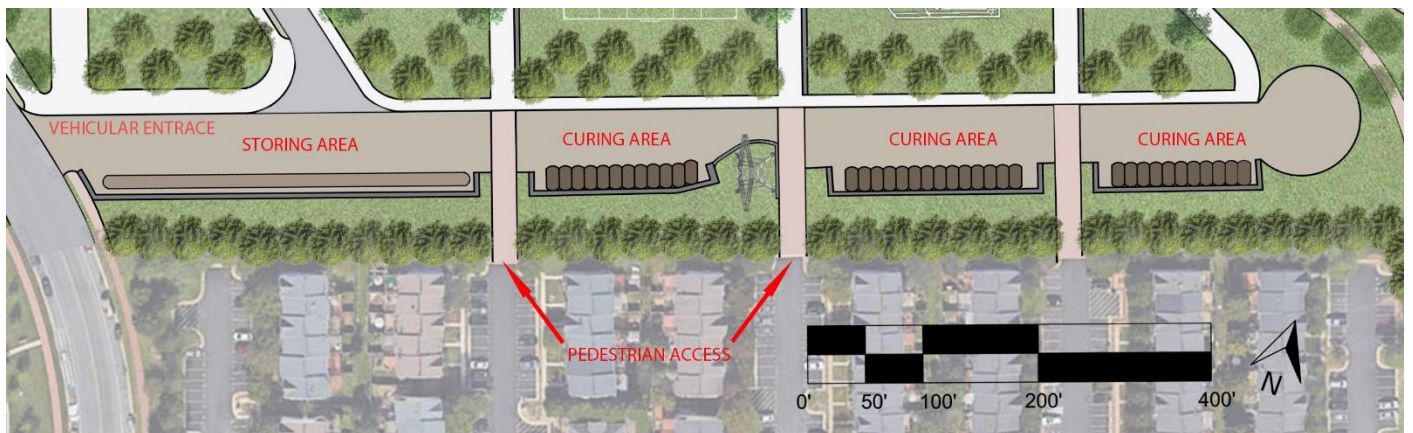 VEHICULAR ENTRACE
STORING AREA
CURING AREA
CURING AREA
CURING AREA
PEDESTRIAN ACCESS
0' 50' 100' 200' 400'
N